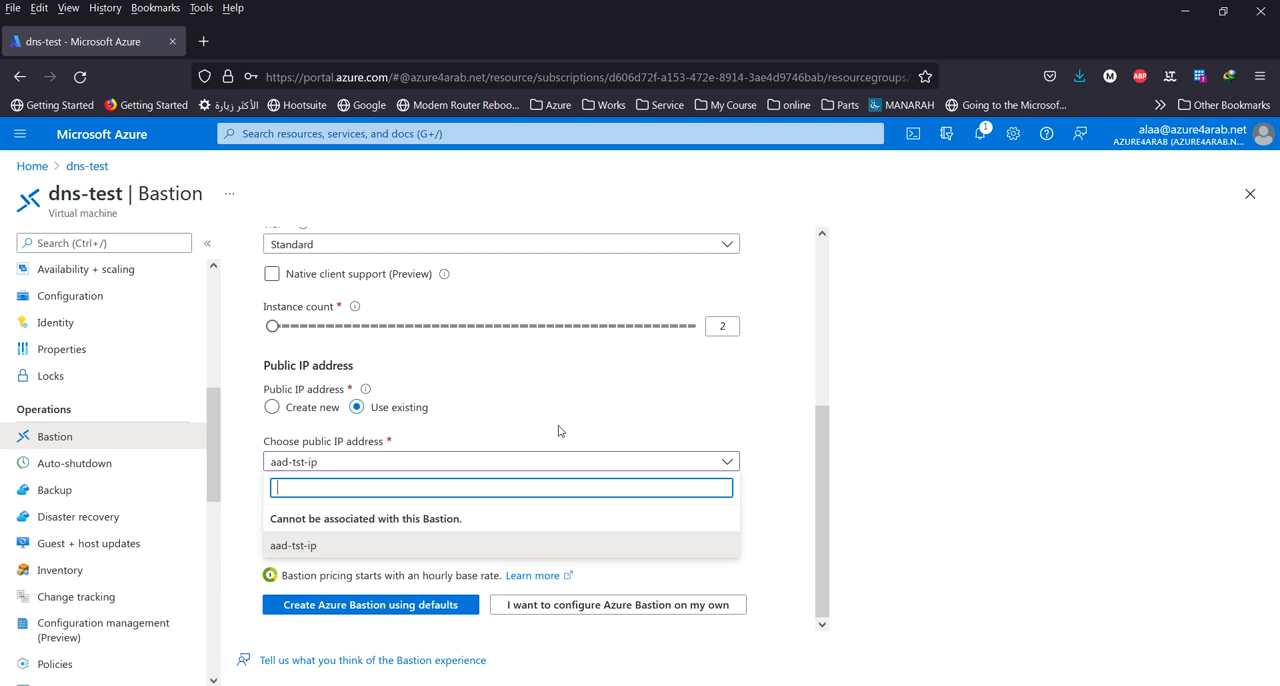 File Edit View History Bookmarks Tools Help
dns-test - Microsoft Azure
https://portal.azure.com/#@azure4arab.net/resource/subscriptions/d606d72f-a153-472e-8914-3ae4d9746bab/resourcegroups/
Getting Started Getting Started الأكثر زيارة Hootsuite Google Modem Router Reboo... Azure Works Service My Course online Parts MANARAH Going to the Microsof... Other Bookmarks
Microsoft Azure
Search resources, services, and docs (G+/)
1
alaa@azure4arab.net
AZURE4ARAB (AZURE4ARAB.N...
Home > dns-test
dns-test | Bastion ...
Virtual machine
Search (Ctrl+/)
Availability + scaling
Configuration
Identity
Properties
Locks
Operations
Bastion
Auto-shutdown
Backup
Disaster recovery
Guest + host updates
Inventory
Change tracking
Configuration management
(Preview)
Policies
Standard
Native client support (Preview)
Instance count *
2
Public IP address
Public IP address *
Create new Use existing
Choose public IP address *
aad-tst-ip
Cannot be associated with this Bastion.
aad-tst-ip
Bastion pricing starts with an hourly base rate. Learn more
Create Azure Bastion using defaults I want to configure Azure Bastion on my own
Tell us what you think of the Bastion experience